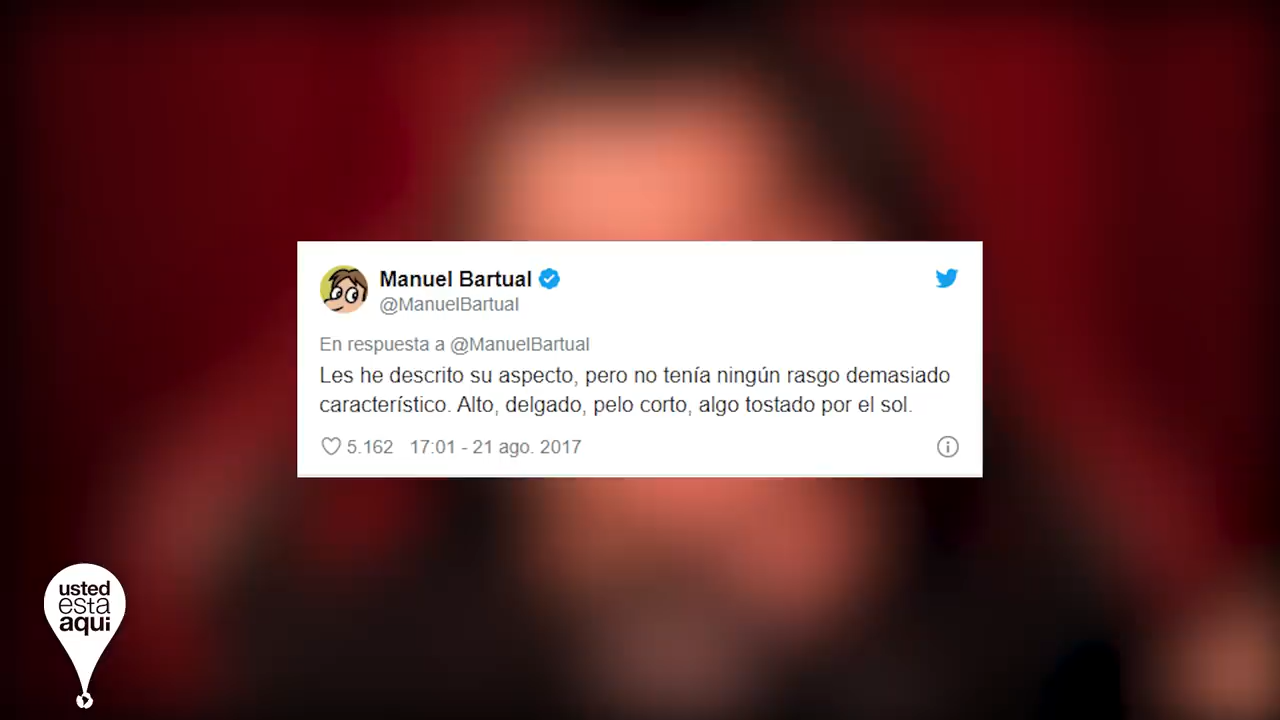 Manuel Bartual
@ManuelBartual
En respuesta a @ManuelBartual
Les he descrito su aspecto, pero no tenía ningún rasgo demasiado
característico. Alto, delgado, pelo corto, algo tostado por el sol.
5.162 17:01 - 21 ago. 2017
usted
esta
aqui